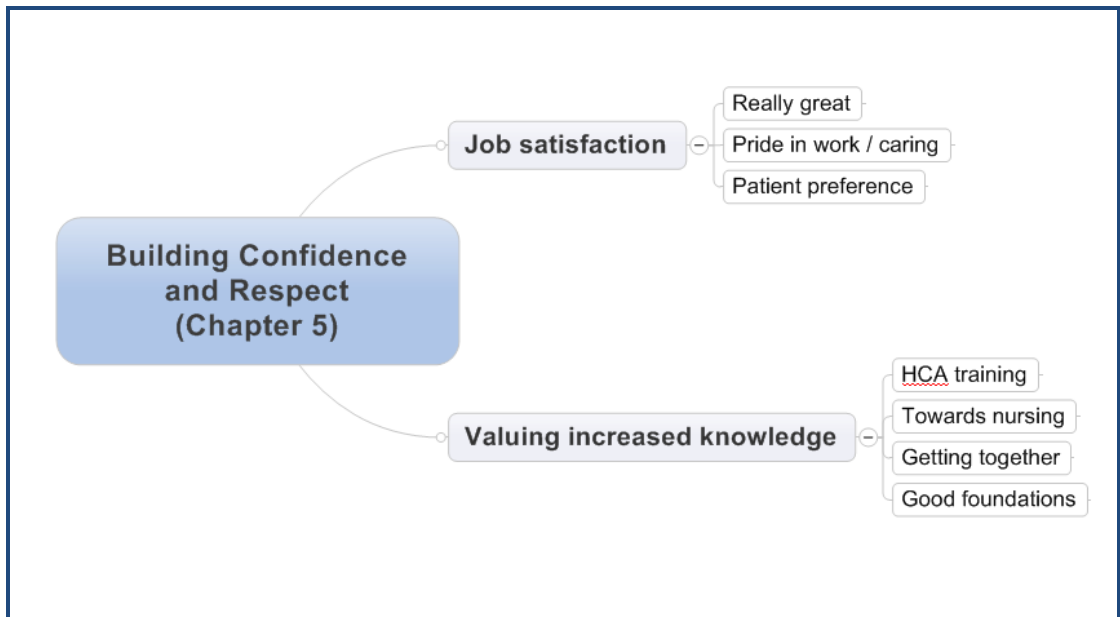 Building Confidence
and Respect
(Chapter 5)
Job satisfaction
Really great
Pride in work / caring
Patient preference
Valuing increased knowledge
HCA training
Towards nursing
Getting together
Good foundations